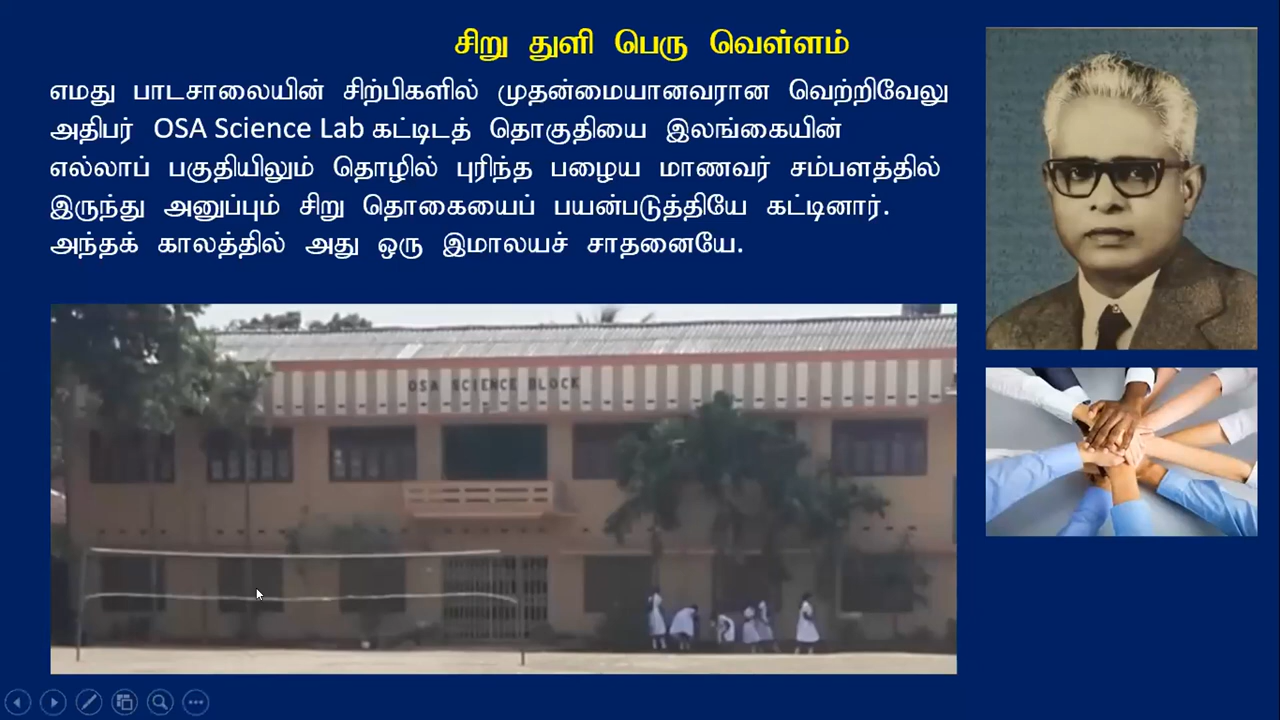 சிறு துளி பெரு வெள்ளம்
எமது பாடசாலையின் சிற்பிகளில் முதன்மையானவரான வெற்றிவேலு
அதிபர் OSA Science Lab கட்டிடத் தொகுதியை இலங்கையின்
எல்லாப் பகுதியிலும் தொழில் புரிந்த பழைய மாணவர் சம்பளத்தில்
இருந்து அனுப்பும் சிறு தொகையைப் பயன்படுத்தியே கட்டினார்.
அந்தக் காலத்தில் அது ஒரு இமாலயச் சாதனையே.
OSA SCIENCE BLOCK